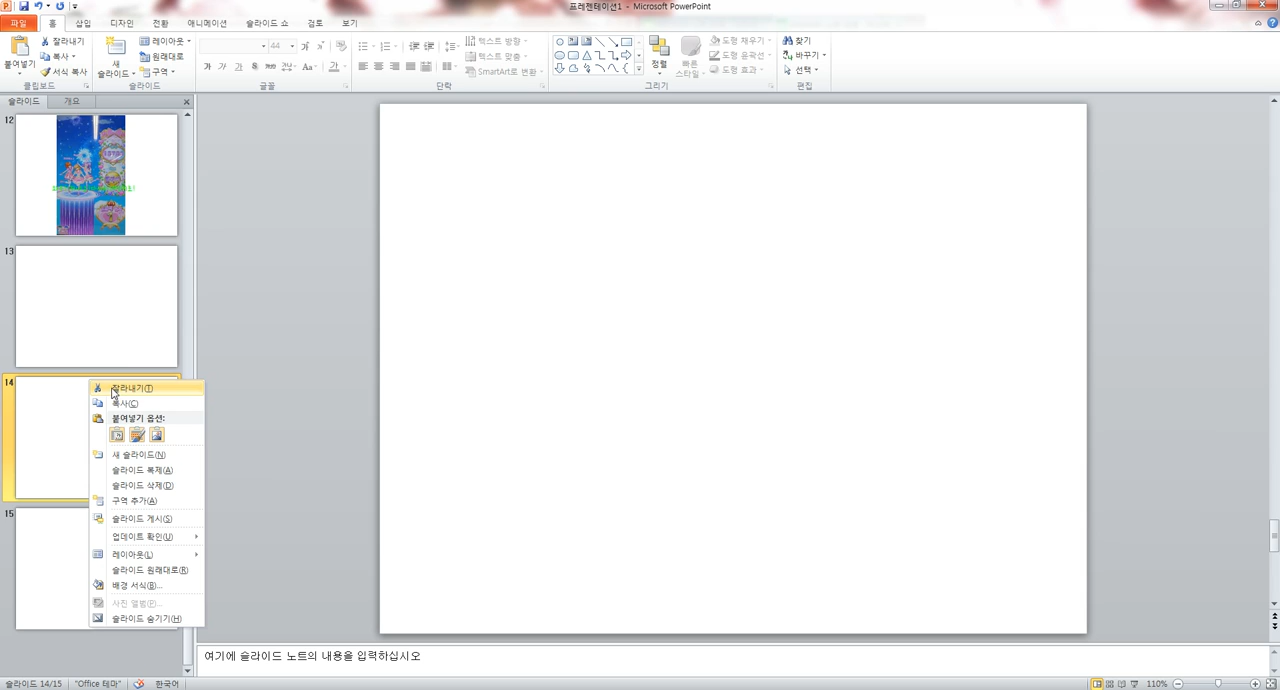 프레젠테이션1 - Microsoft PowerPoint
파일 홈 삽입 디자인 전환 애니메이션 슬라이드 쇼 검토 보기
붙여넣기 잘라내기 복사 서식 복사 클립보드
새 슬라이드 레이아웃 원래대로 구역 슬라이드
44 가 가 가 가 S 가가 Aa 가 글꼴
텍스트 방향 텍스트 맞춤 SmartArt로 변환 단락
정렬 빠른 스타일 도형 채우기 도형 윤곽선 도형 효과 그리기
찾기 바꾸기 선택 편집
슬라이드 개요
12
13
14
15
잘라내기(T)
복사(C)
붙여넣기 옵션:
새 슬라이드(N)
슬라이드 복제(A)
슬라이드 삭제(D)
구역 추가(A)
슬라이드 게시(S)
업데이트 확인(U)
레이아웃(L)
슬라이드 원래대로(R)
배경 서식(B)...
사진 앨범(P)...
슬라이드 숨기기(H)
여기에 슬라이드 노트의 내용을 입력하십시오
슬라이드 14/15 "Office 테마" 한국어 110%